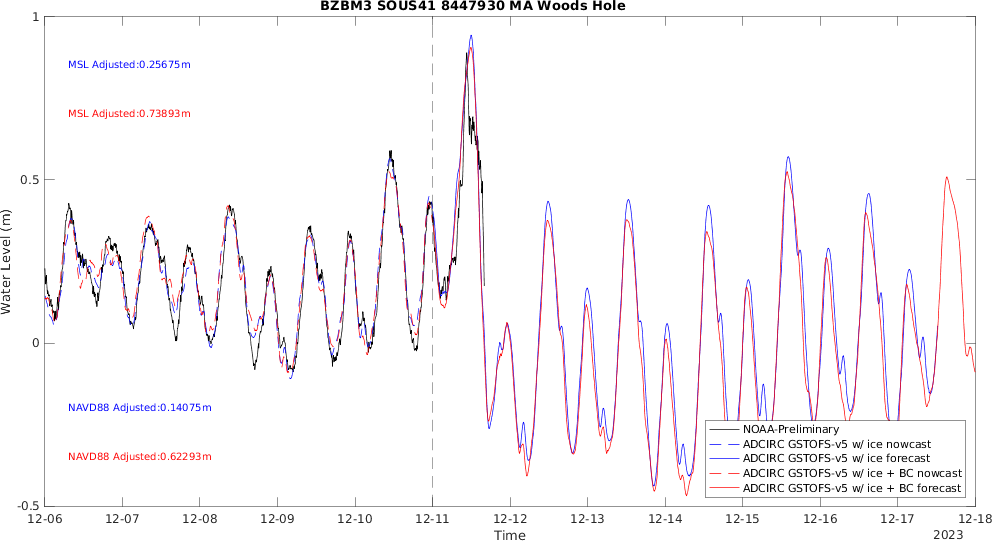 BZBM3 SOUS41 8447930 MA Woods Hole
1
MSL Adjusted:0.25675m
MSL Adjusted:0.73893m
0.5
Water Level (m)
0
NAVD88 Adjusted:0.14075m
NAVD88 Adjusted:0.62293m
NOAA-Preliminary
ADCIRC GSTOFS-v5 w/ ice nowcast
ADCIRC GSTOFS-v5 w/ ice forecast
ADCIRC GSTOFS-v5 w/ ice + BC nowcast
ADCIRC GSTOFS-v5 w/ ice + BC forecast
-0.5
12-06 12-07 12-08 12-09 12-10 12-11 12-12 12-13 12-14 12-15 12-16 12-17 12-18
Time
2023